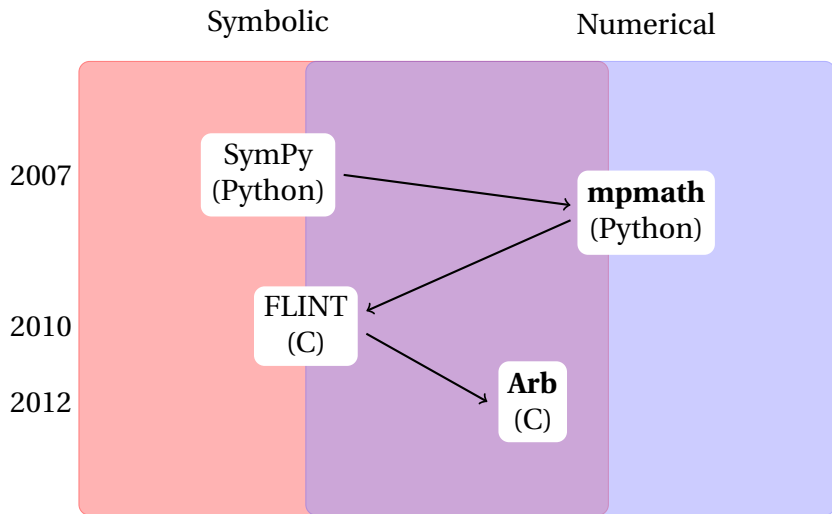 Symbolic
Numerical
2007
SymPy
(Python)
mpmath
(Python)
2010
FLINT
(C)
2012
Arb
(C)